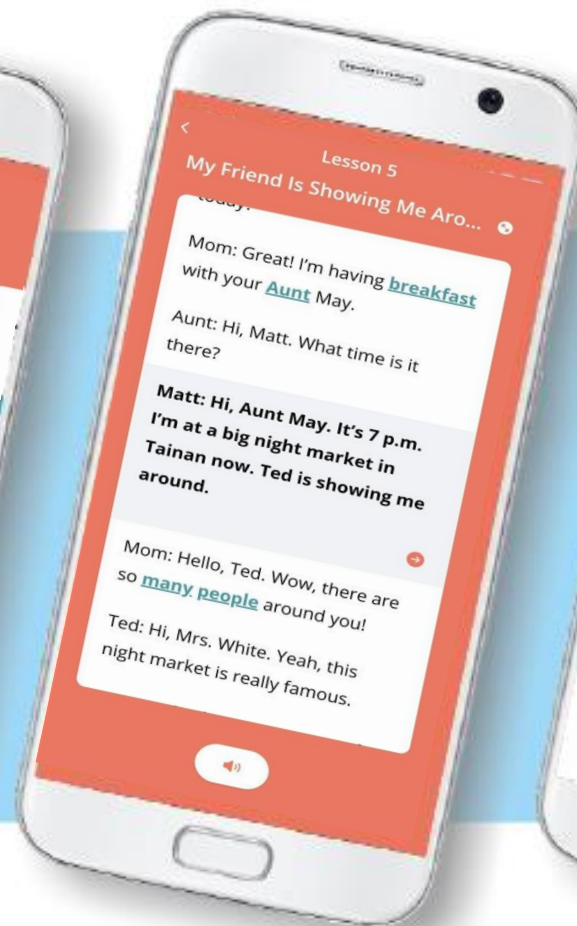 Lesson 5
My Friend Is Showing Me Aro...
today!
Mom: Great! I'm having breakfast
with your Aunt May.
Aunt: Hi, Matt. What time is it
there?
Matt: Hi, Aunt May. It's 7 p.m.
I'm at a big night market in
Tainan now. Ted is showing me
around.
Mom: Hello, Ted. Wow, there are
so many people around you!
Ted: Hi, Mrs. White. Yeah, this
night market is really famous.